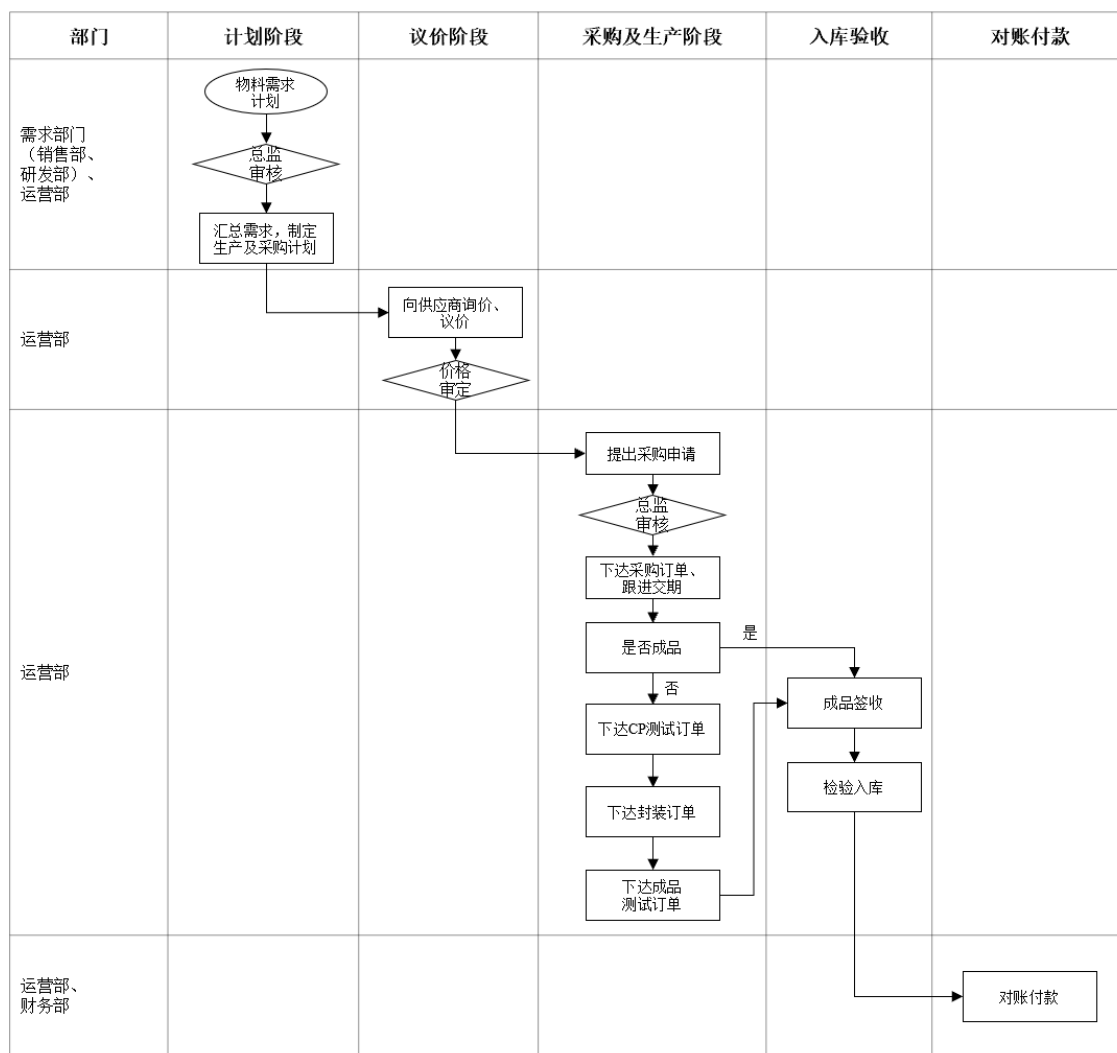 部门
计划阶段
议价阶段
采购及生产阶段
入库验收
对账付款
需求部门
（销售部、
研发部）、
运营部
物料需求
计划
总监
审核
汇总需求，制定
生产及采购计划
运营部
向供应商询价、
议价
价格
审定
运营部
提出采购申请
总监
审核
下达采购订单、
跟进交期
是否成品
是
否
成品签收
下达CP测试订单
检验入库
下达封装订单
下达成品
测试订单
运营部、
财务部
对账付款